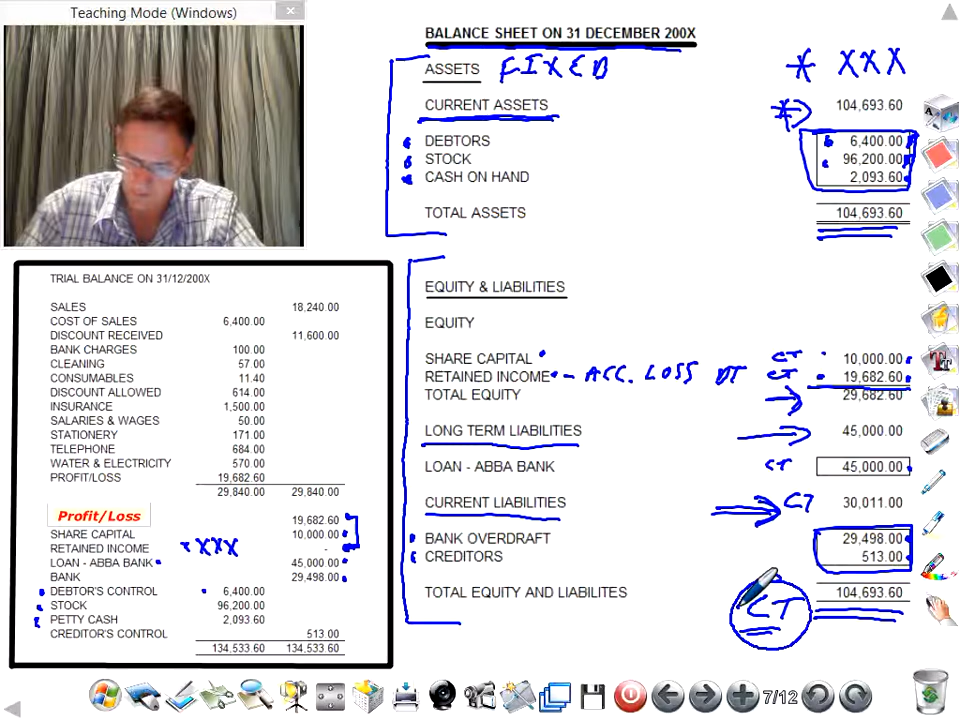 Teaching Mode (Windows)
BALANCE SHEET ON 31 DECEMBER 200X
ASSETS FIXED * XXX
CURRENT ASSETS 104,693.60
DEBTORS 6,400.00
STOCK 96,200.00
CASH ON HAND 2,093.60
TOTAL ASSETS 104,693.60
EQUITY & LIABILITIES
EQUITY
SHARE CAPITAL CT 10,000.00
RETAINED INCOME - ACC. LOSS DT CT 19,682.60
TOTAL EQUITY 29,682.60
LONG TERM LIABILITIES 45,000.00
LOAN - ABBA BANK CT 45,000.00
CURRENT LIABILITIES CT 30,011.00
BANK OVERDRAFT 29,498.00
CREDITORS 513.00
TOTAL EQUITY AND LIABILITES 104,693.60
CT
TRIAL BALANCE ON 31/12/200X
SALES 18,240.00
COST OF SALES 6,400.00
DISCOUNT RECEIVED 11,600.00
BANK CHARGES 100.00
CLEANING 57.00
CONSUMABLES 11.40
DISCOUNT ALLOWED 614.00
INSURANCE 1,500.00
SALARIES & WAGES 50.00
STATIONERY 171.00
TELEPHONE 684.00
WATER & ELECTRICITY 570.00
PROFIT/LOSS 19,682.60
29,840.00 29,840.00
Profit/Loss 19,682.60
SHARE CAPITAL 10,000.00
RETAINED INCOME XXX -
LOAN - ABBA BANK 45,000.00
BANK 29,498.00
DEBTOR'S CONTROL 6,400.00
STOCK 96,200.00
PETTY CASH 2,093.60
CREDITOR'S CONTROL 513.00
134,533.60 134,533.60
7/12